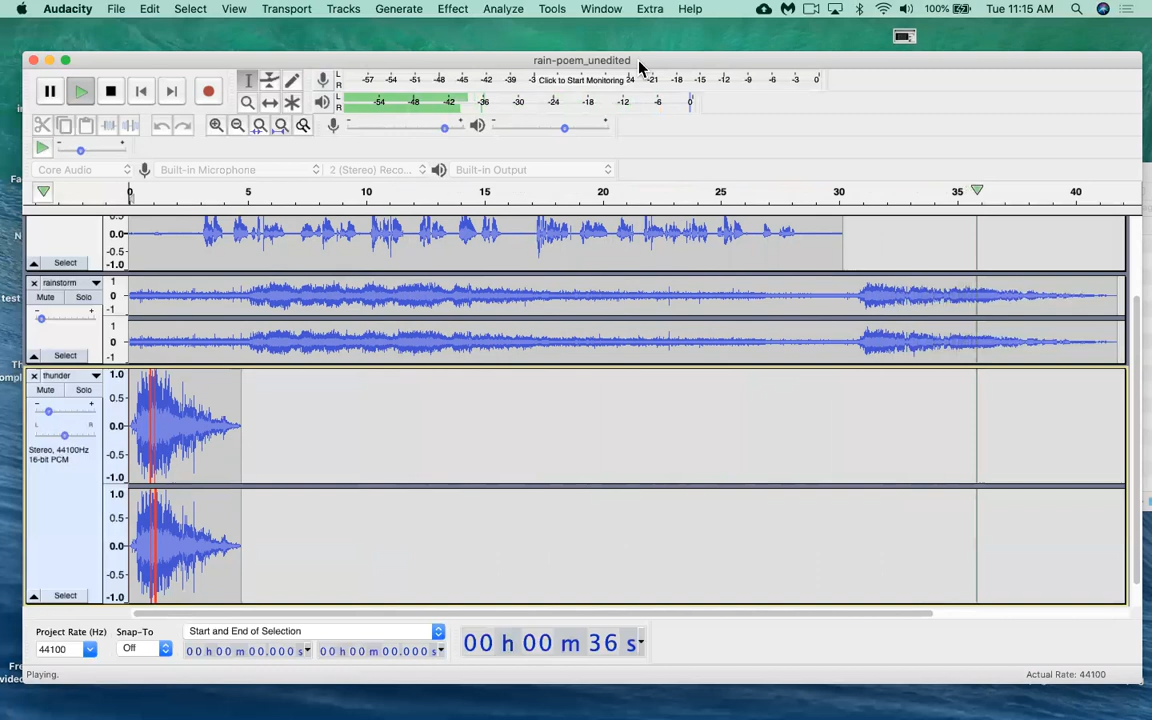 Audacity File Edit Select View Transport Tracks Generate Effect Analyze Tools Window Extra Help 100% Tue 11:15 AM
rain-poem_unedited
L R -57 -54 -51 -48 -45 -42 -3 Click to Start Monitoring 24 -21 -18 -15 -12 -9 -6 -3 0
L R -54 -48 -42 -36 -30 -24 -18 -12 -6 0
- + - +
- +
Core Audio Built-in Microphone 2 (Stereo) Reco... Built-in Output
0 5 10 15 20 25 30 35 40
0.0
-0.5
Select -1.0
rainstorm 1
Mute Solo 0
- + -1
1
0
Select -1
thunder 1.0
Mute Solo 0.5
- +
L R 0.0
Stereo, 44100Hz
16-bit PCM -0.5
-1.0
1.0
0.5
0.0
-0.5
Select -1.0
Project Rate (Hz) Snap-To Start and End of Selection
44100 Off 00 h 00 m 00.000 s 00 h 00 m 00.000 s 00 h 00 m 36 s
Playing. Actual Rate: 44100